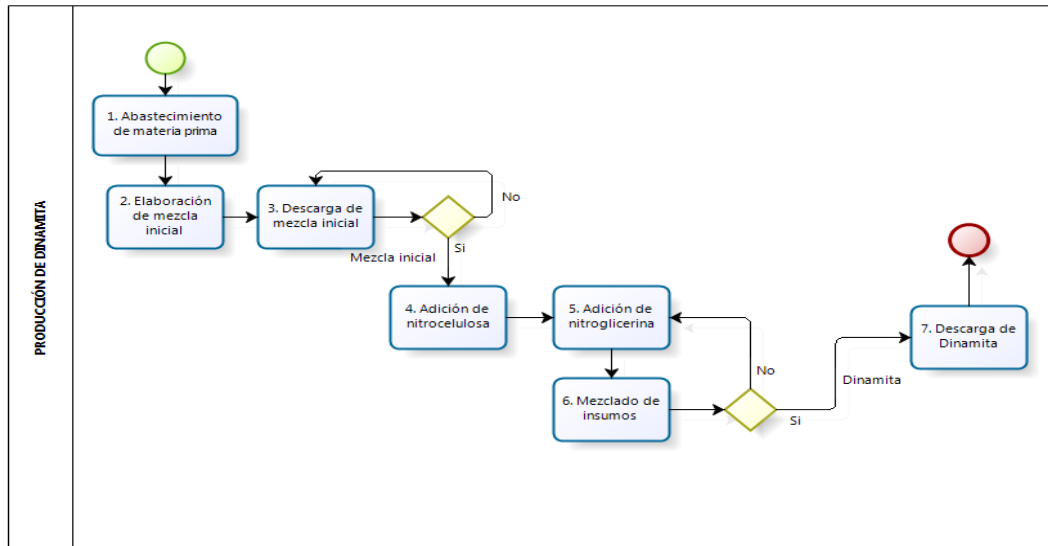 PRODUCCIÓN DE DINAMITA
1. Abastecimiento
de materia prima
2. Elaboración
de mezcla
inicial
3. Descarga de
mezcla inicial
No
Si
Mezcla inicial
4. Adición de
nitrocelulosa
5. Adición de
nitroglicerina
6. Mezclado de
insumos
No
Si
Dinamita
7. Descarga de
Dinamita